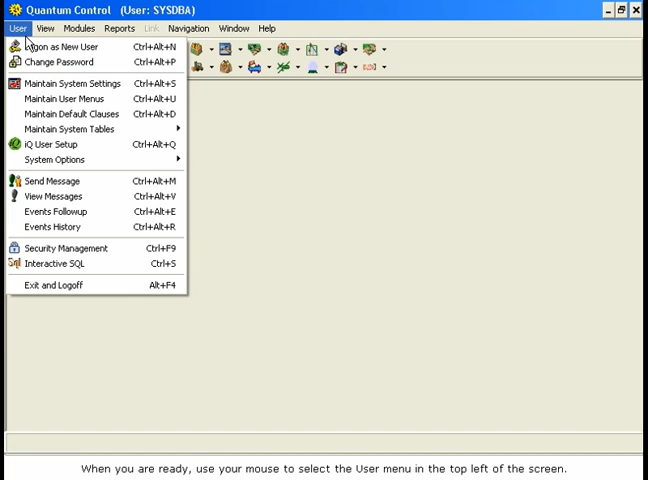 Quantum Control (User: SYSDBA)
User View Modules Reports Link Navigation Window Help
Logon as New User Ctrl+Alt+N
Change Password Ctrl+Alt+P
Maintain System Settings Ctrl+Alt+S
Maintain User Menus Ctrl+Alt+U
Maintain Default Clauses Ctrl+Alt+D
Maintain System Tables
iQ User Setup Ctrl+Alt+Q
System Options
Send Message Ctrl+Alt+M
View Messages Ctrl+Alt+V
Events Followup Ctrl+Alt+E
Events History Ctrl+Alt+R
Security Management Ctrl+F9
Interactive SQL Ctrl+S
Exit and Logoff Alt+F4
When you are ready, use your mouse to select the User menu in the top left of the screen.